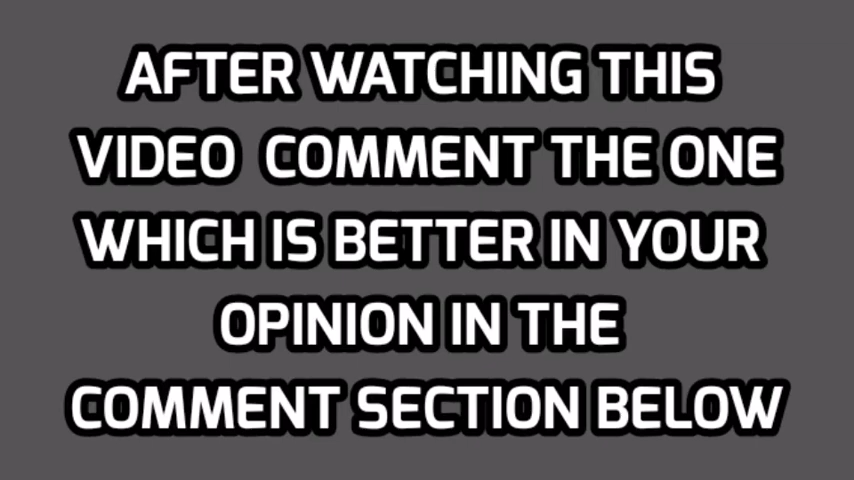 AFTER WATCHING THIS
VIDEO COMMENT THE ONE
WHICH IS BETTER IN YOUR
OPINION IN THE
COMMENT SECTION BELOW